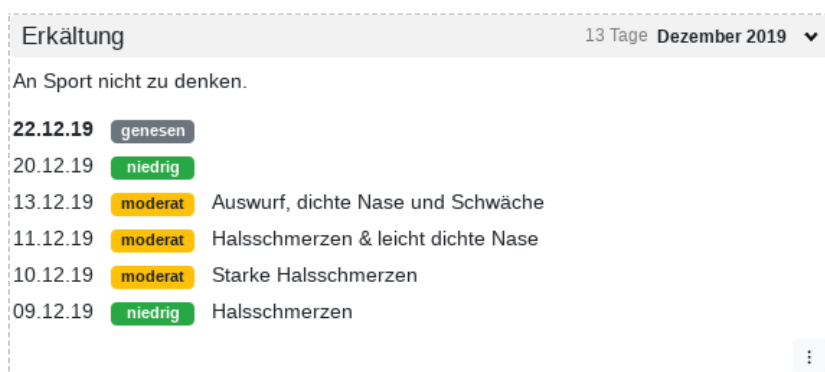 Erkältung 13 Tage Dezember 2019
An Sport nicht zu denken.
22.12.19 genesen
20.12.19 niedrig
13.12.19 moderat Auswurf, dichte Nase und Schwäche
11.12.19 moderat Halsschmerzen & leicht dichte Nase
10.12.19 moderat Starke Halsschmerzen
09.12.19 niedrig Halsschmerzen